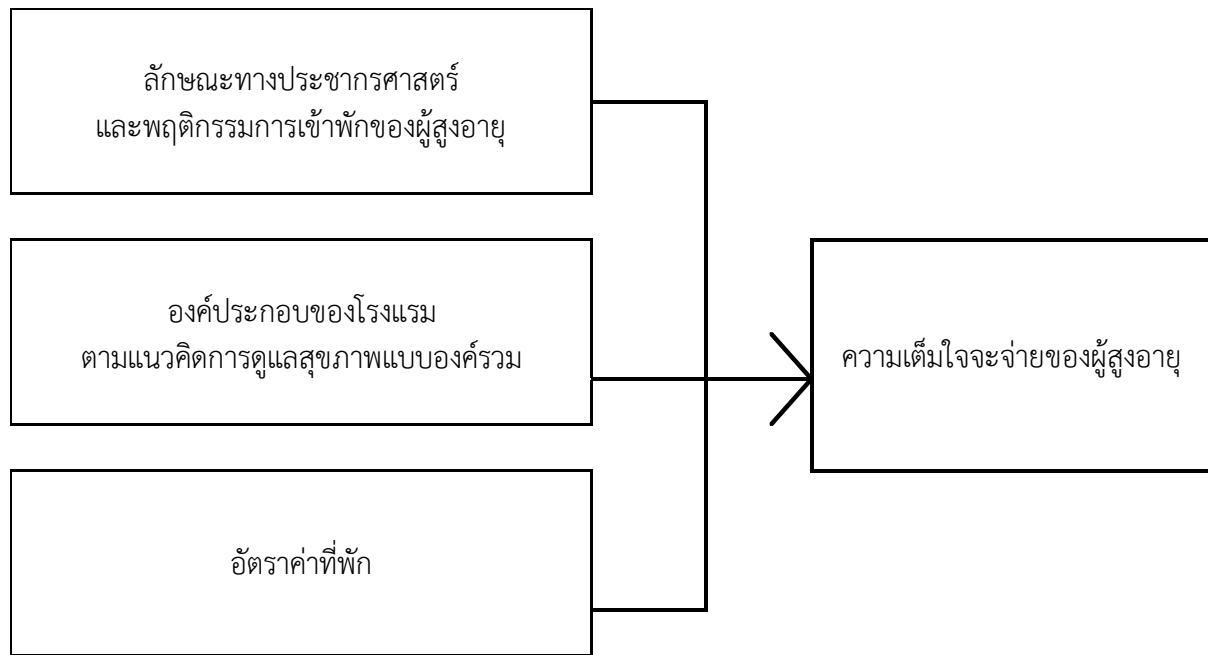 ลักษณะทางประชากรศาสตร์
และพฤติกรรมการเข้าพักของผู้สูงอายุ
องค์ประกอบของโรงแรม
ตามแนวคิดการดูแลสุขภาพแบบองค์รวม
ความเต็มใจจะจ่ายของผู้สูงอายุ
อัตราค่าที่พัก